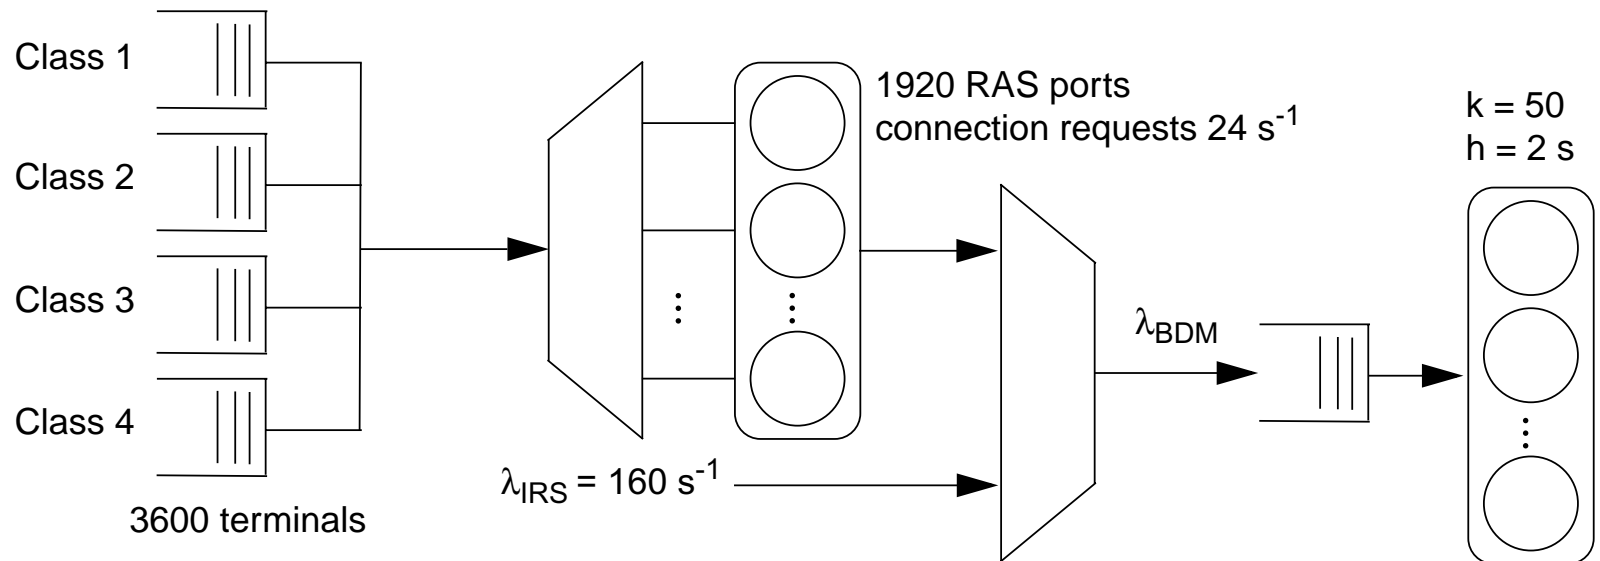 Class 1
Class 2
Class 3
Class 4
3600 terminals
1920 RAS ports
connection requests 24 s⁻¹
λIRS = 160 s⁻¹
λBDM
k = 50
h = 2 s